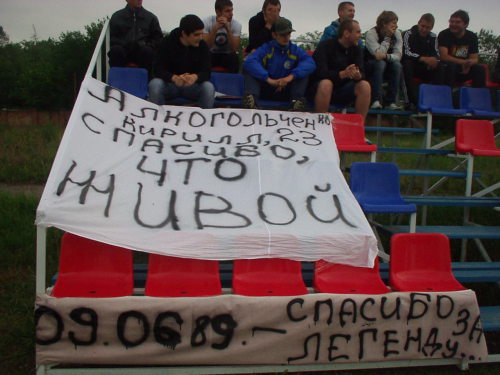 АЛКОГОЛЬЧЕНКО
КИРИЛЛ, 23
СПАСИБО,
ЧТО
ЖИВОЙ
09.06 89. – СПАСИБО ЗА
ЛЕГЕНДУ...